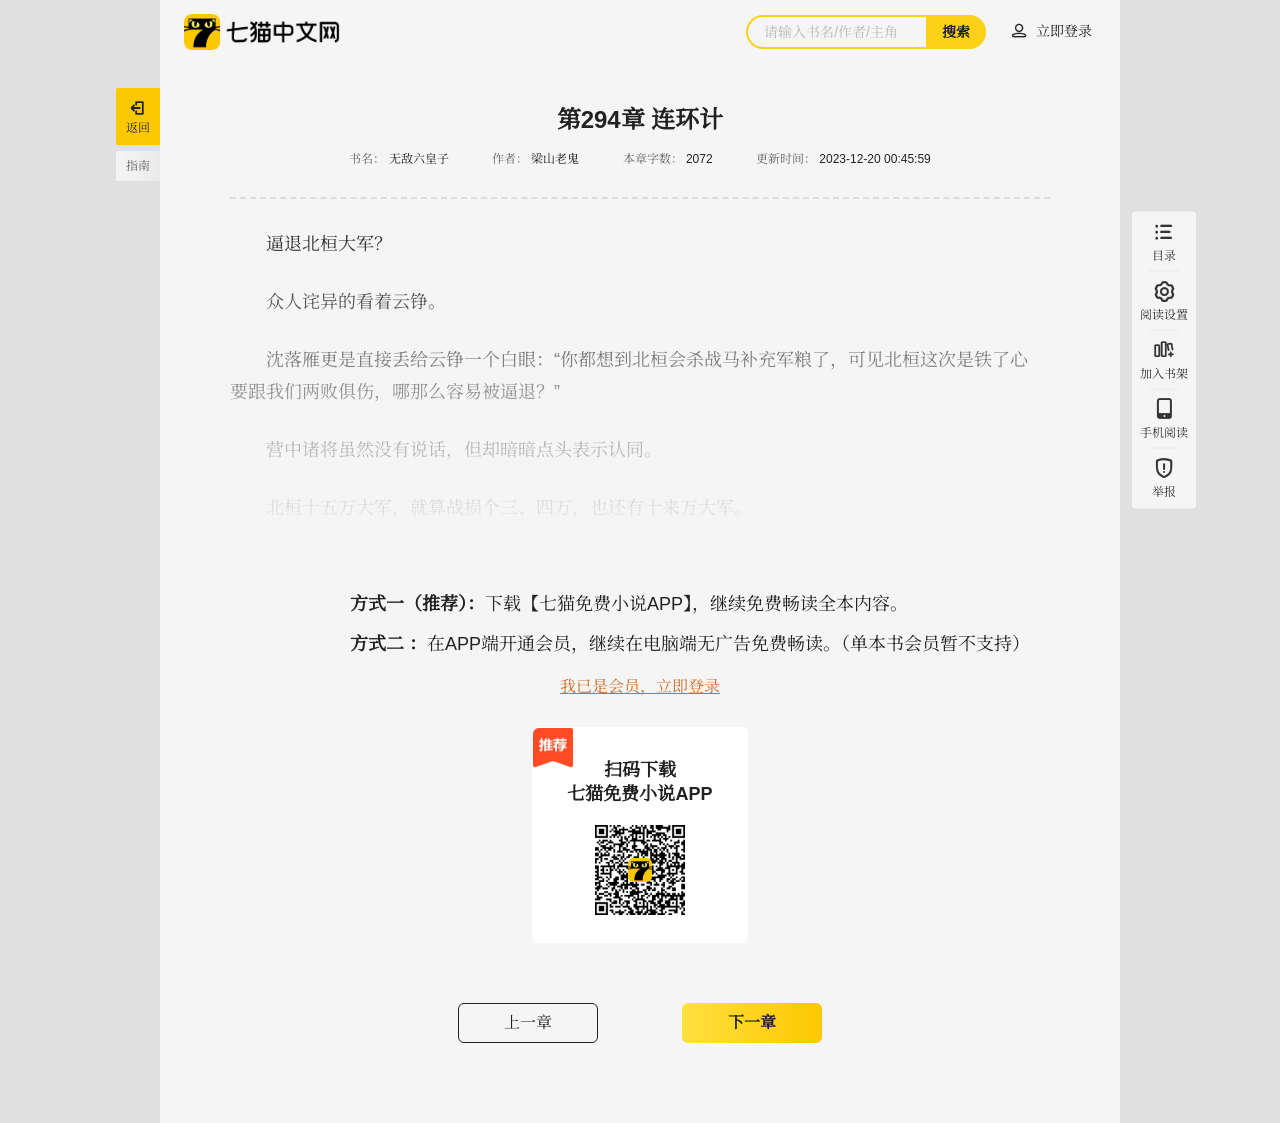 七猫中文网
请输入书名/作者/主角
搜索
立即登录
返回
指南
第294章 连环计
书名： 无敌六皇子 作者： 梁山老鬼 本章字数： 2072 更新时间： 2023-12-20 00:45:59
逼退北桓大军？
众人诧异的看着云铮。
沈落雁更是直接丢给云铮一个白眼：“你都想到北桓会杀战马补充军粮了，可见北桓这次是铁了心
要跟我们两败俱伤，哪那么容易被逼退？”
营中诸将虽然没有说话，但却暗暗点头表示认同。
北桓十五万大军，就算战损个三、四万，也还有十来万大军。
目录
阅读设置
加入书架
手机阅读
举报
方式一（推荐）：下载【七猫免费小说APP】，继续免费畅读全本内容。
方式二 ：在APP端开通会员，继续在电脑端无广告免费畅读。（单本书会员暂不支持）
我已是会员，立即登录
推荐
扫码下载
七猫免费小说APP
上一章
下一章